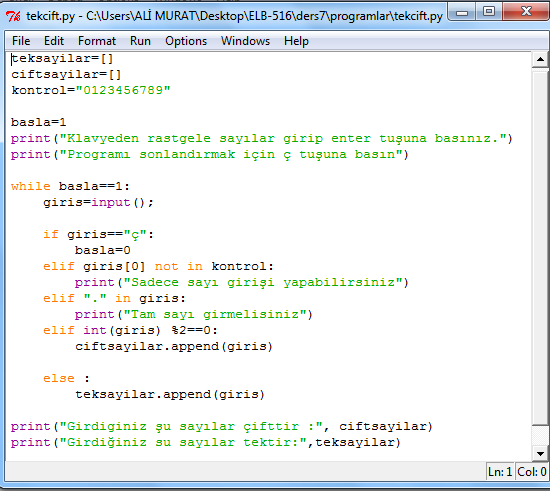 tekcift.py - C:\Users\ALİ MURAT\Desktop\ELB-516\ders7\programlar\tekcift.py
File Edit Format Run Options Windows Help
teksayilar=[]
ciftsayilar=[]
kontrol="0123456789"
basla=1
print("Klavyeden rastgele sayılar girip enter tuşuna basınız.")
print("Programı sonlandırmak için ç tuşuna basın")
while basla==1:
    giris=input();
    if giris=="ç":
        basla=0
    elif giris[0] not in kontrol:
        print("Sadece sayı girişi yapabilirsiniz")
    elif "." in giris:
        print("Tam sayı girmelisiniz")
    elif int(giris) %2==0:
        ciftsayilar.append(giris)
    else :
        teksayilar.append(giris)
print("Girdiginiz şu sayılar çifttir :", ciftsayilar)
print("Girdiğiniz su sayılar tektir:",teksayilar)
Ln: 1 Col: 0